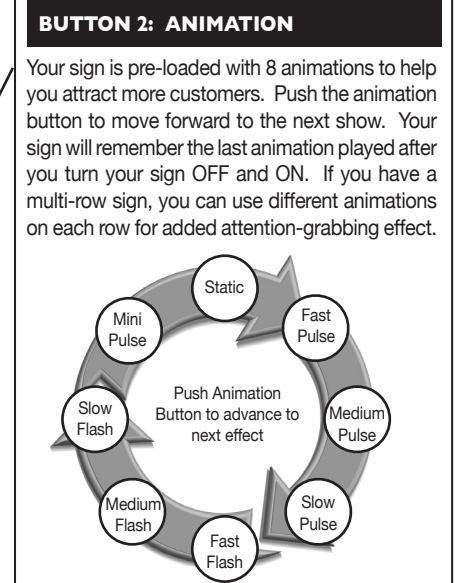 BUTTON 2: ANIMATION
Your sign is pre-loaded with 8 animations to help
you attract more customers. Push the animation
button to move forward to the next show. Your
sign will remember the last animation played after
you turn your sign OFF and ON. If you have a
multi-row sign, you can use different animations
on each row for added attention-grabbing effect.
Static
Fast
Pulse
Medium
Pulse
Slow
Pulse
Fast
Flash
Medium
Flash
Slow
Flash
Mini
Pulse
Push Animation
Button to advance to
next effect